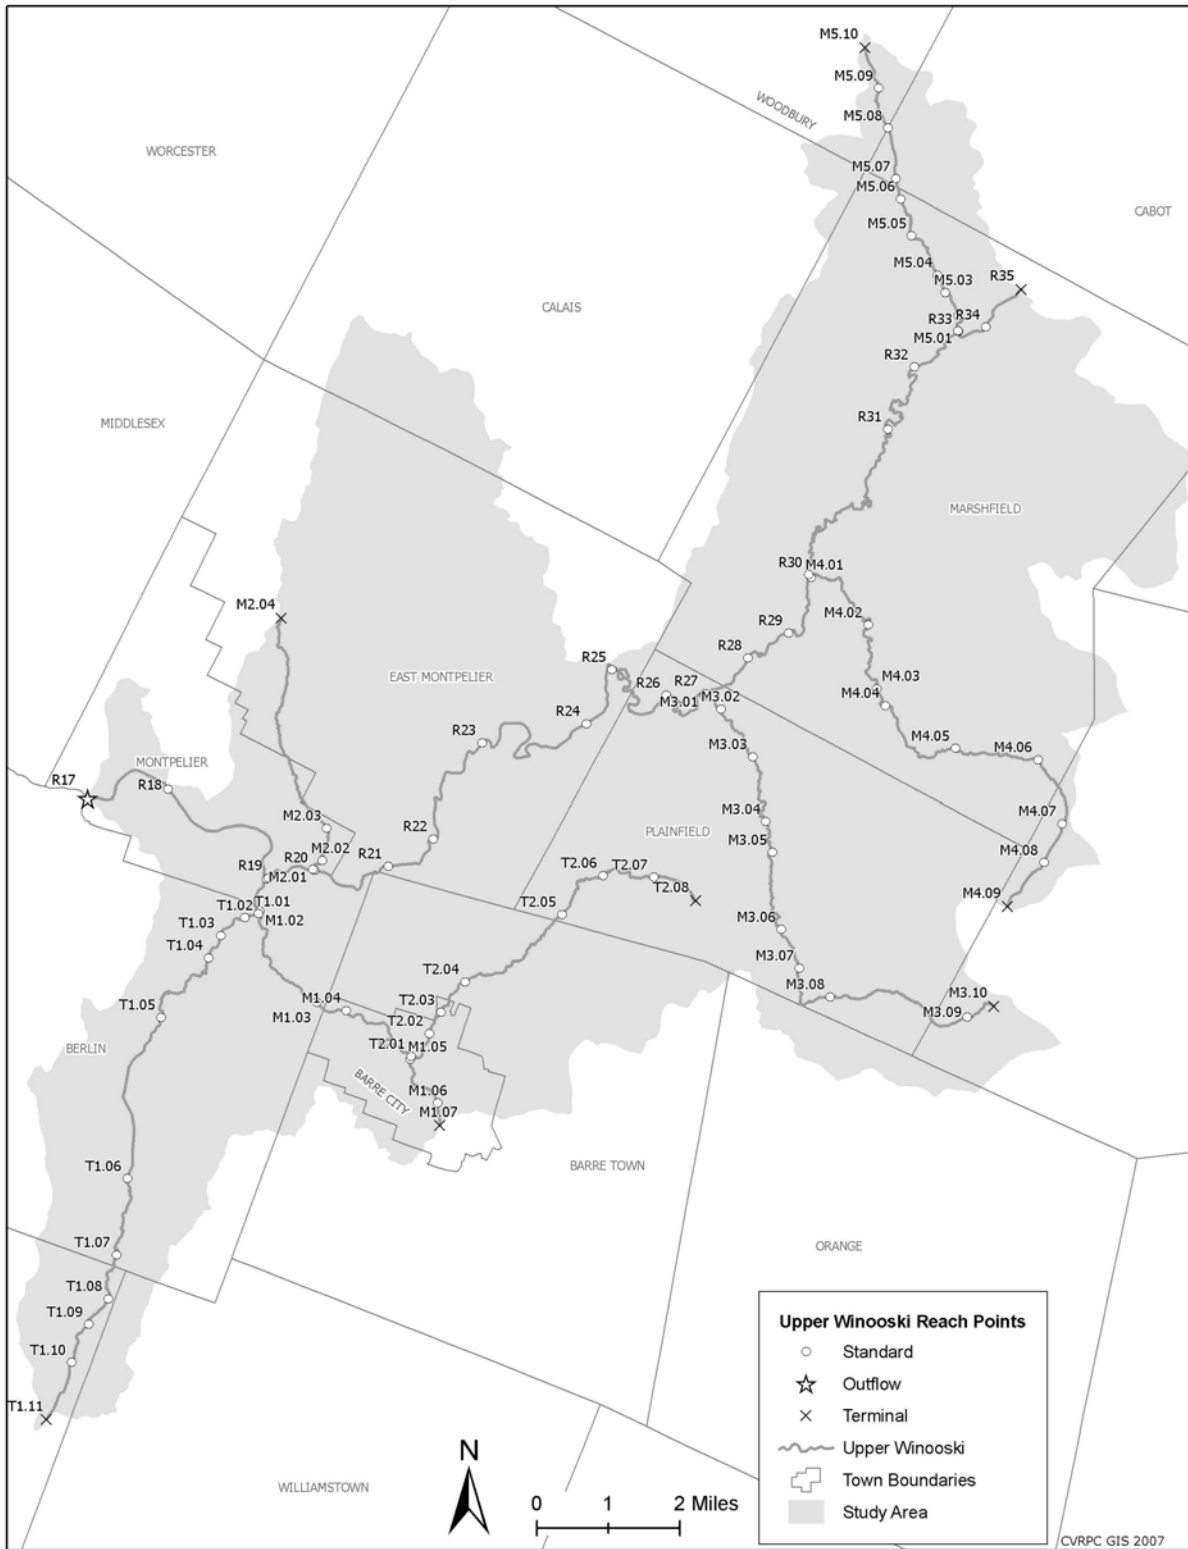 M5.10
M5.09
WOODBURY
M5.08
WORCESTER
M5.07
M5.06
CABOT
M5.05
M5.04
M5.03
R35
CALAIS
R33
R34
M5.01
R32
MIDDLESEX
R31
MARSHFIELD
R30
M4.01
M2.04
M4.02
R29
R28
R25
EAST MONTPELIER
R26
R27
M4.03
M3.01
M3.02
M4.04
R24
R23
M4.05
M4.06
M3.03
MONTPELIER
R17
R18
M3.04
M4.07
M2.03
PLAINFIELD
R22
M3.05
M2.02
R20
R21
R19
M2.01
T2.06
T2.07
M4.08
T2.08
M4.09
T1.01
T1.02
M1.02
T2.05
T1.03
M3.06
T1.04
M3.07
T2.04
M3.08
M3.10
T1.05
M1.04
M1.03
T2.03
M3.09
T2.02
BERLIN
T2.01
M1.05
BARRE CITY
M1.06
M1.07
T1.06
BARRE TOWN
T1.07
ORANGE
T1.08
T1.09
T1.10
T1.11
WILLIAMSTOWN
N
0 1 2 Miles
Upper Winooski Reach Points
Standard
Outflow
Terminal
Upper Winooski
Town Boundaries
Study Area
CVRPC GIS 2007